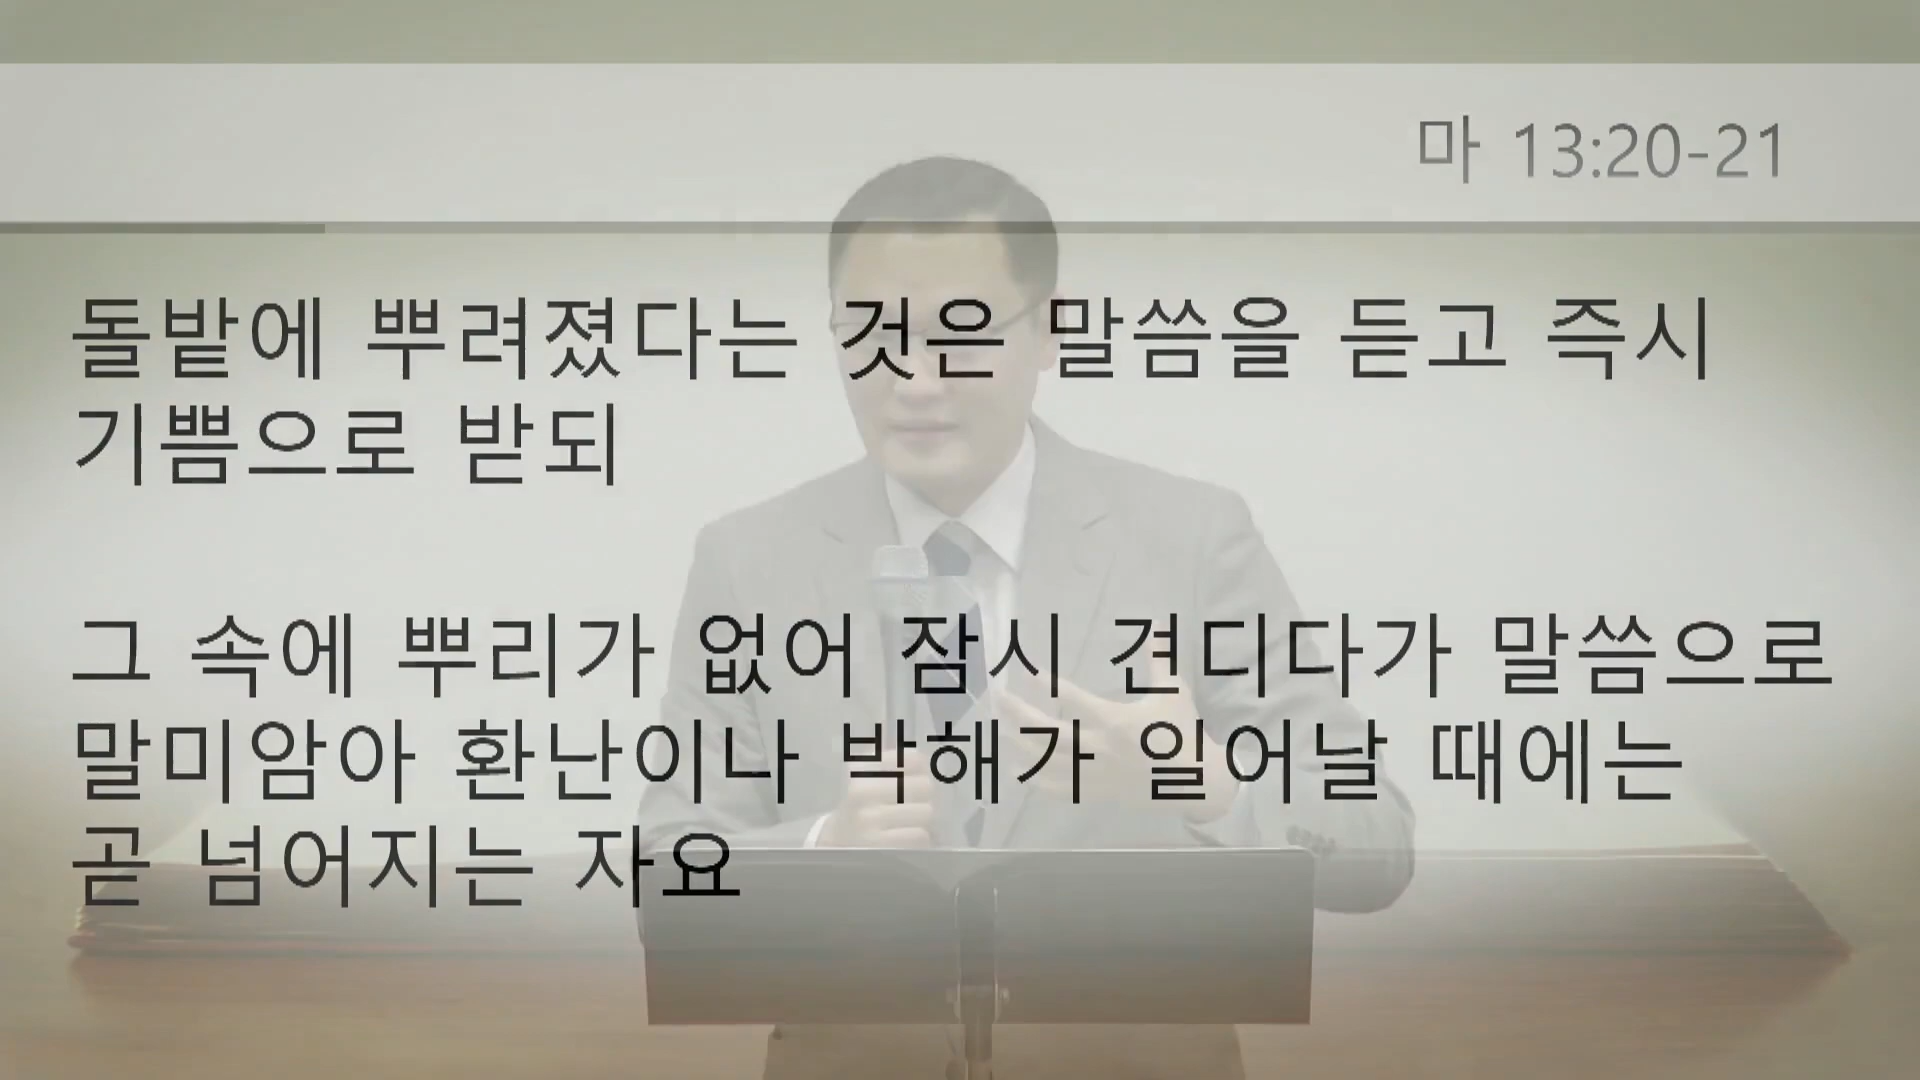 마 13:20-21
돌밭에 뿌려졌다는 것은 말씀을 듣고 즉시
기쁨으로 받되
그 속에 뿌리가 없어 잠시 견디다가 말씀으로
말미암아 환난이나 박해가 일어날 때에는
곧 넘어지는 자요